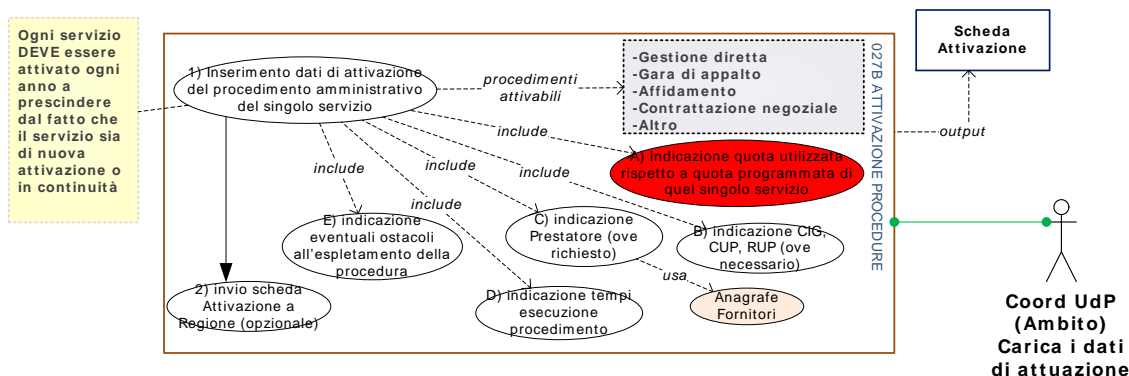 Ogni servizio
DEVE essere
attivato ogni
anno a
prescindere
dal fatto che
il servizio sia
di nuova
attivazione o
in continuità
1) Inserimento dati di attivazione
del procedimento amministrativo
del singolo servizio
procedimenti
attivabili
-Gestione diretta
-Gara di appalto
-Affidamento
-Contrattazione negoziale
-Altro
027B ATTIVAZIONE PROCEDURE
Scheda
Attivazione
output
include
A) Indicazione quota utilizzata
rispetto a quota programmata di
quel singolo servizio
include
include
include
include
E) indicazione
eventuali ostacoli
all'espletamento della
procedura
C) indicazione
Prestatore (ove
richiesto)
B) indicazione CIG,
CUP, RUP (ove
necessario)
usa
2) invio scheda
Attivazione a
Regione (opzionale)
D) indicazione tempi
esecuzione
procedimento
Anagrafe
Fornitori
Coord UdP
(Ambito)
Carica i dati
di attuazione